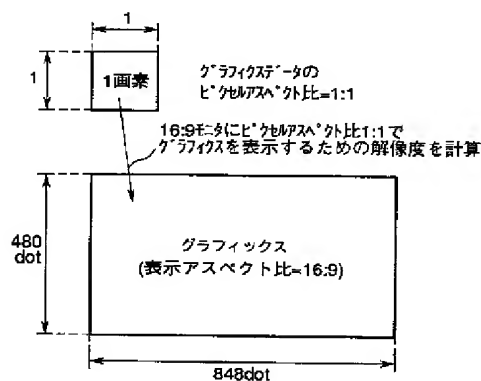 1
1
1画素
グラフィクスデータの
ピクセルアスペクト比=1:1
16:9モニタにピクセルアスペクト比1:1で
グラフィクスを表示するための解像度を計算
480
dot
グラフィックス
(表示アスペクト比=16:9)
848dot